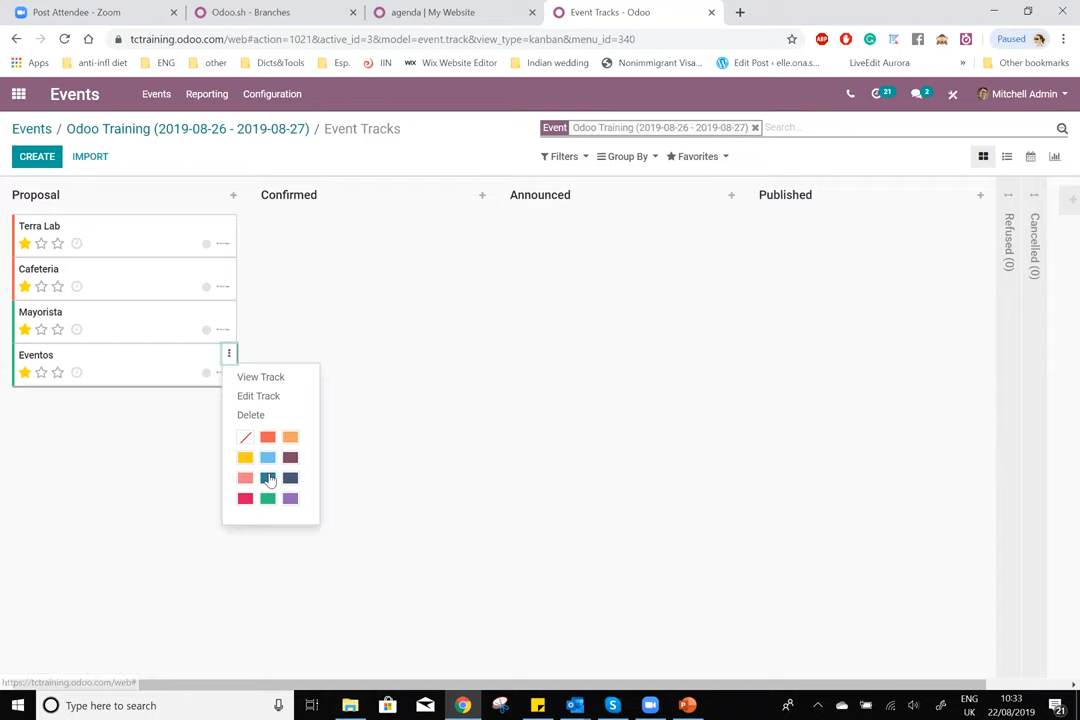 Post Attendee - Zoom
Odoo.sh - Branches
agenda | My Website
Event Tracks - Odoo
tctraining.odoo.com/web#action=1021&active_id=3&model=event.track&view_type=kanban&menu_id=340
ABP
Paused
Apps
anti-infl diet
ENG
other
Dicts&Tools
Esp.
IIN
WIX Wix Website Editor
Indian wedding
Nonimmigrant Visa...
Edit Post ‹ elle.ona.s...
LiveEdit Aurora
»
Other bookmarks
Events
Events
Reporting
Configuration
21
2
Mitchell Admin
Events / Odoo Training (2019-08-26 - 2019-08-27) / Event Tracks
Event Odoo Training (2019-08-26 - 2019-08-27) Search...
CREATE
IMPORT
Filters
Group By
Favorites
Proposal
Confirmed
Announced
Published
Refused (0)
Cancelled (0)
Terra Lab
Cafeteria
Mayorista
Eventos
View Track
Edit Track
Delete
https://tctraining.odoo.com/web#
Type here to search
ENG
UK
10:33
22/08/2019
21